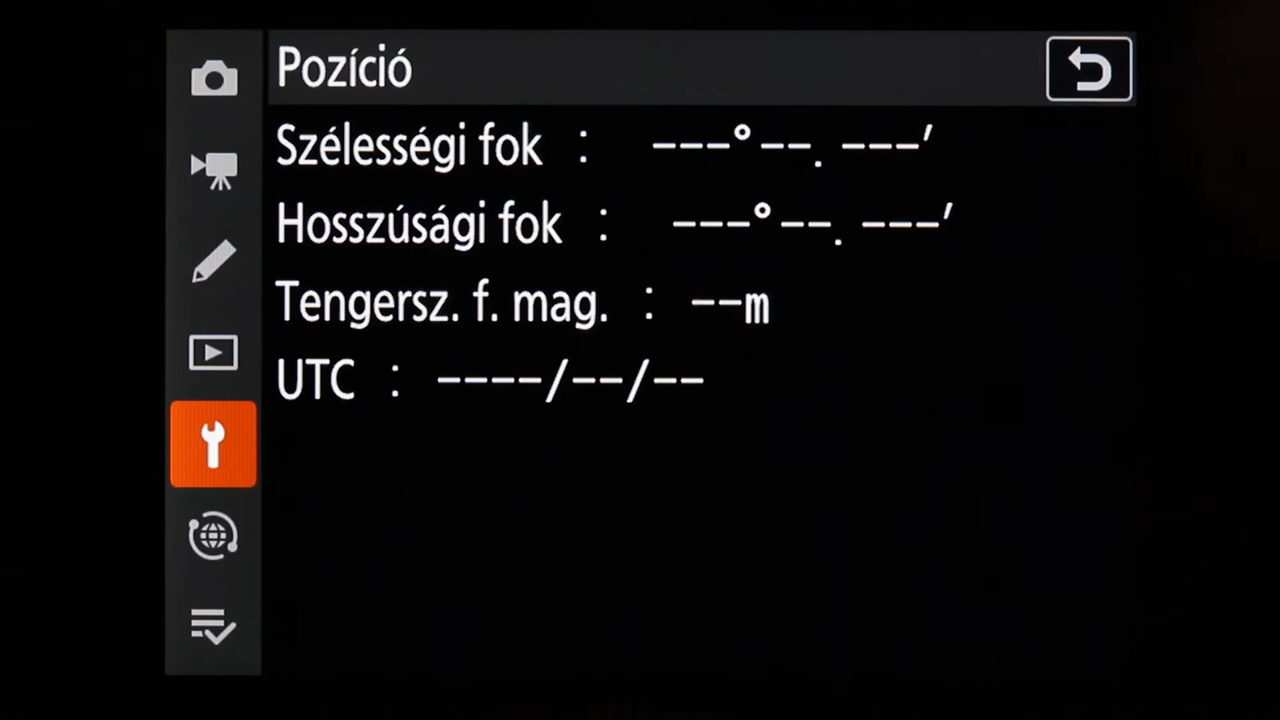 Pozíció
Szélességi fok : ---°--. ---′
Hosszúsági fok : ---°--. ---′
Tengersz. f. mag. : --m
UTC : ----/--/--